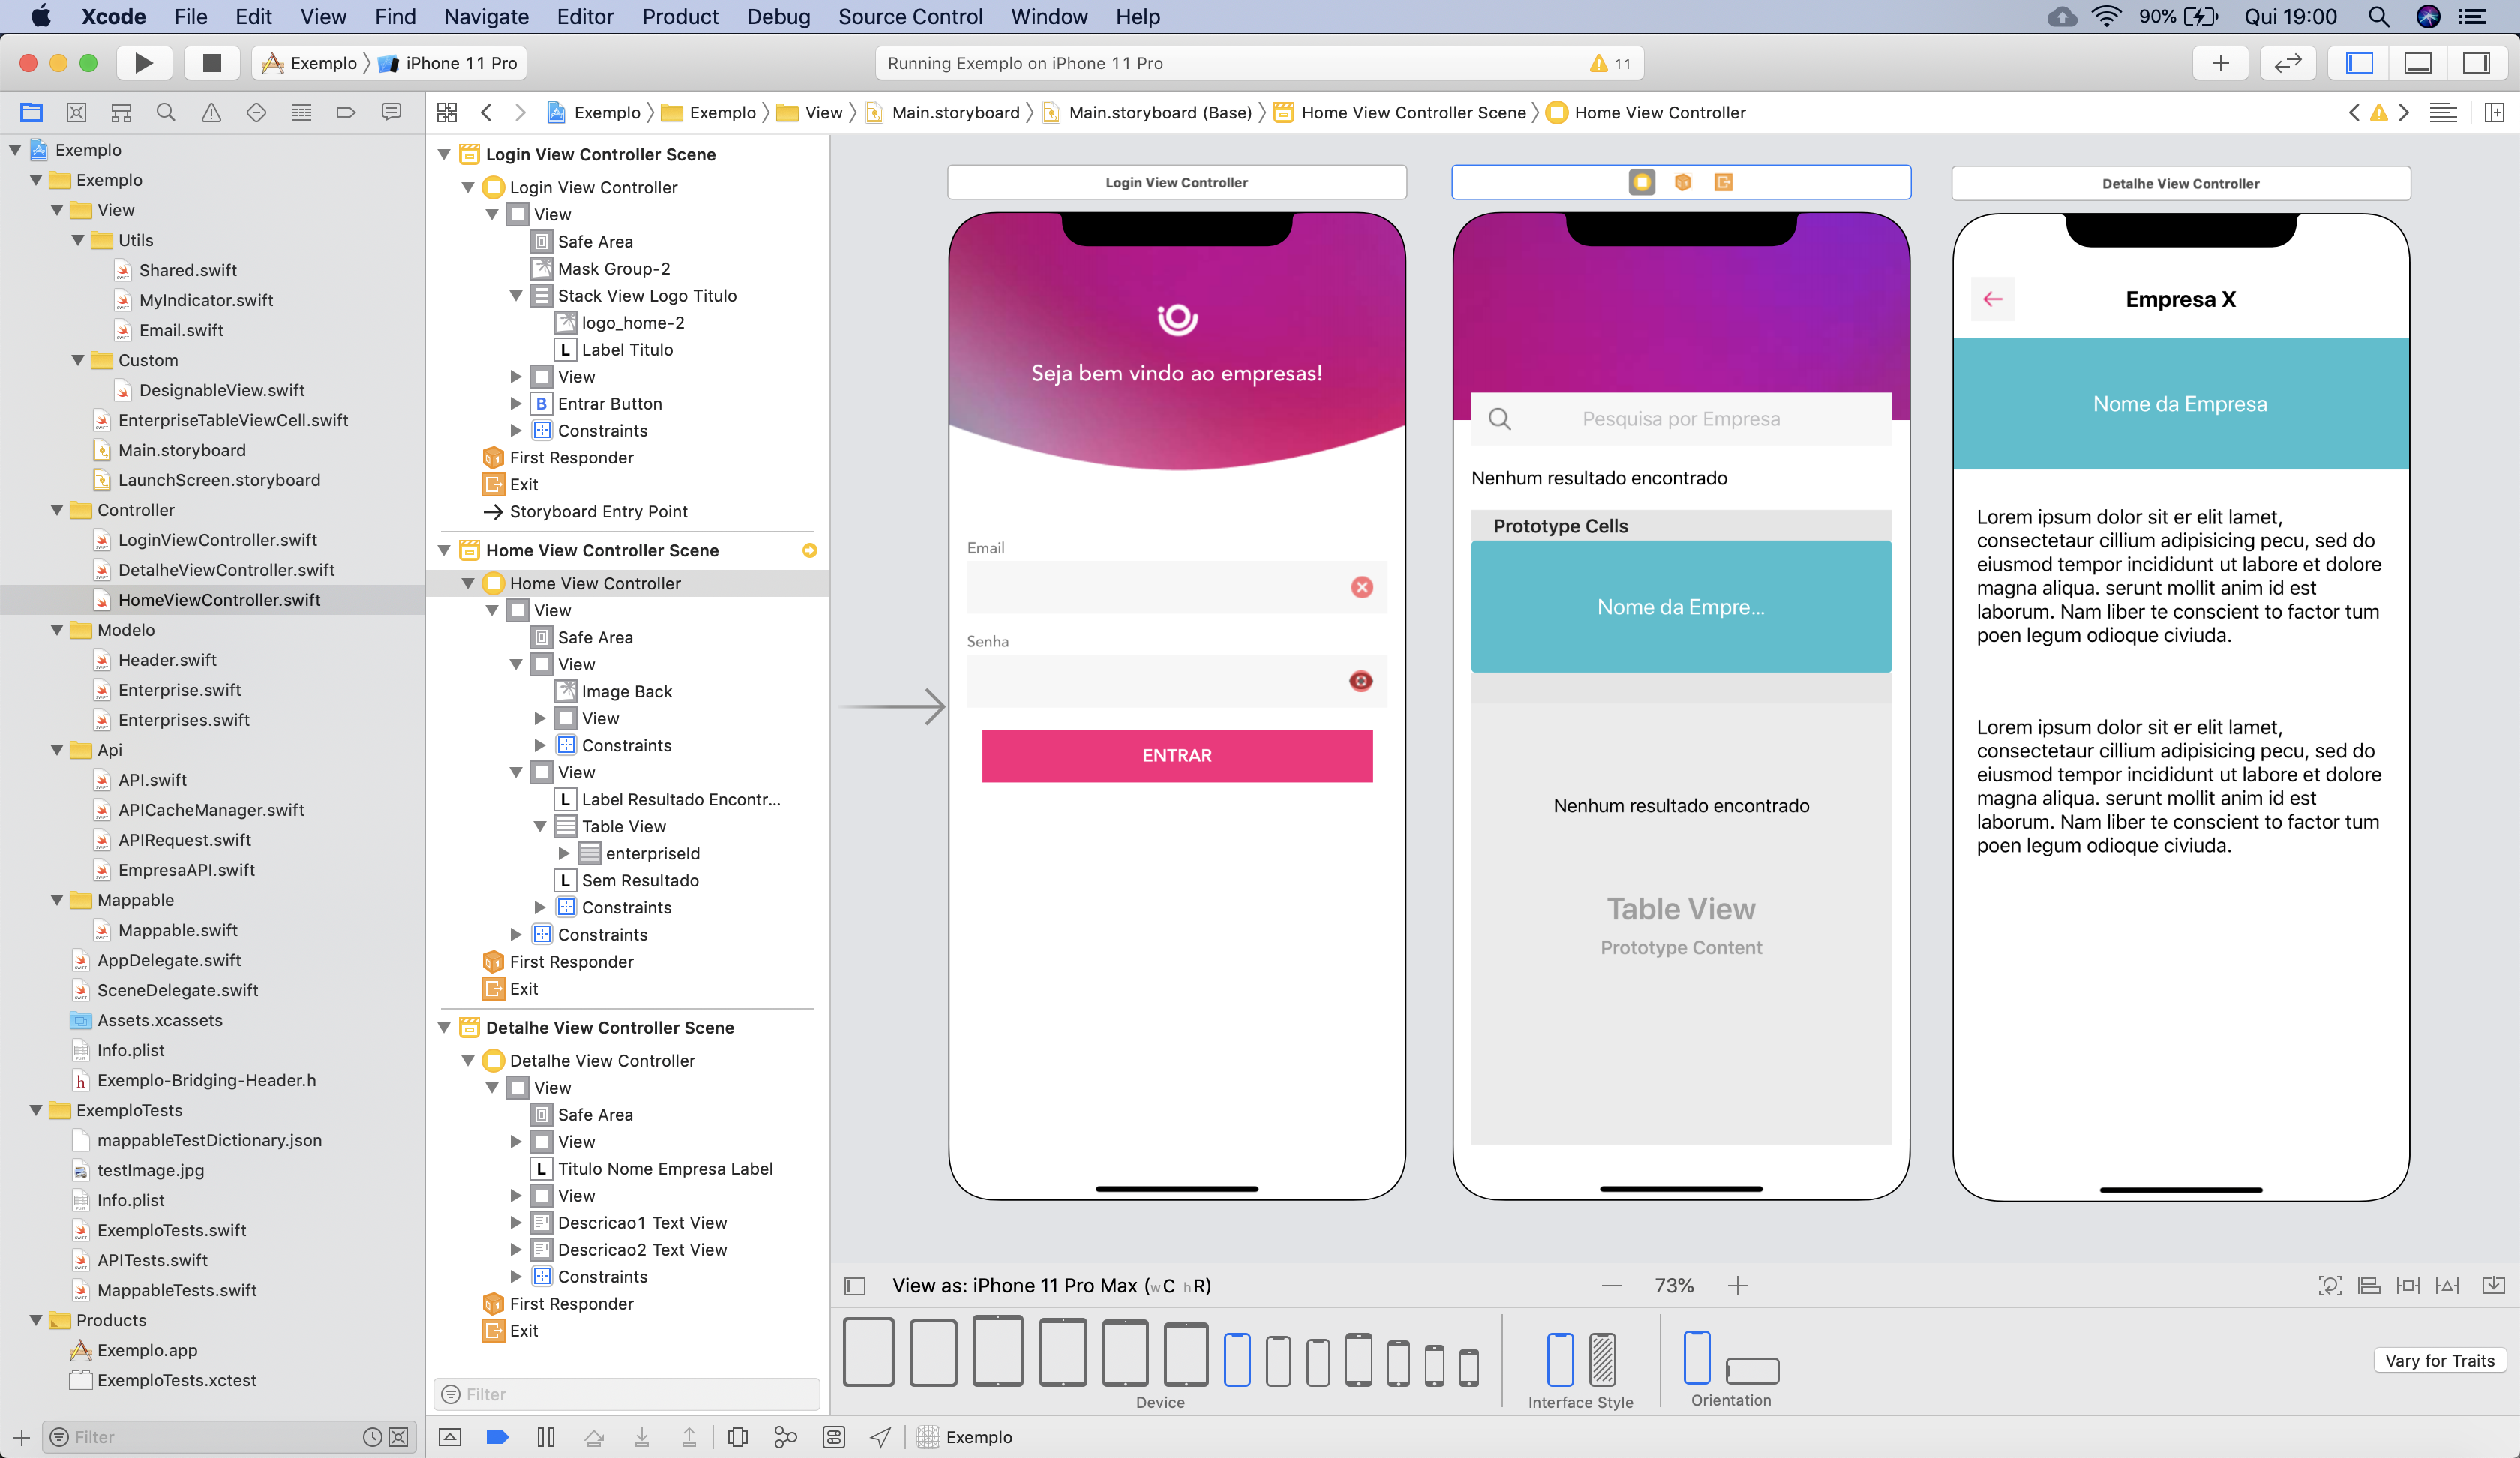 Xcode File Edit View Find Navigate Editor Product Debug Source Control Window Help 90% Qui 19:00
Exemplo iPhone 11 Pro Running Exemplo on iPhone 11 Pro 11
Exemplo Exemplo View Main.storyboard Main.storyboard (Base) Home View Controller Scene Home View Controller
Exemplo
Exemplo
View
Utils
Shared.swift
MyIndicator.swift
Email.swift
Custom
DesignableView.swift
EnterpriseTableViewCell.swift
Main.storyboard
LaunchScreen.storyboard
Controller
LoginViewController.swift
DetalheViewController.swift
HomeViewController.swift
Modelo
Header.swift
Enterprise.swift
Enterprises.swift
Api
API.swift
APICacheManager.swift
APIRequest.swift
EmpresaAPI.swift
Mappable
Mappable.swift
AppDelegate.swift
SceneDelegate.swift
Assets.xcassets
Info.plist
Exemplo-Bridging-Header.h
ExemploTests
mappableTestDictionary.json
testImage.jpg
Info.plist
ExemploTests.swift
APITests.swift
MappableTests.swift
Products
Exemplo.app
ExemploTests.xctest
Filter
Login View Controller Scene
Login View Controller
View
Safe Area
Mask Group-2
Stack View Logo Titulo
logo_home-2
L Label Titulo
View
B Entrar Button
Constraints
First Responder
Exit
Storyboard Entry Point
Home View Controller Scene
Home View Controller
View
Safe Area
View
Image Back
View
Constraints
View
L Label Resultado Encontr...
Table View
enterpriseId
L Sem Resultado
Constraints
Constraints
First Responder
Exit
Detalhe View Controller Scene
Detalhe View Controller
View
Safe Area
View
L Titulo Nome Empresa Label
View
Descricao1 Text View
Descricao2 Text View
Constraints
First Responder
Exit
Filter
Login View Controller
Seja bem vindo ao empresas!
Email
Senha
ENTRAR
Pesquisa por Empresa
Nenhum resultado encontrado
Prototype Cells
Nome da Empre...
Nenhum resultado encontrado
Table View
Prototype Content
Detalhe View Controller
Empresa X
Nome da Empresa
Lorem ipsum dolor sit er elit lamet,
consectetaur cillium adipisicing pecu, sed do
eiusmod tempor incididunt ut labore et dolore
magna aliqua. serunt mollit anim id est
laborum. Nam liber te conscient to factor tum
poen legum odioque civiuda.
Lorem ipsum dolor sit er elit lamet,
consectetaur cillium adipisicing pecu, sed do
eiusmod tempor incididunt ut labore et dolore
magna aliqua. serunt mollit anim id est
laborum. Nam liber te conscient to factor tum
poen legum odioque civiuda.
View as: iPhone 11 Pro Max (wC hR) 73%
Device Interface Style Orientation
Vary for Traits
Exemplo